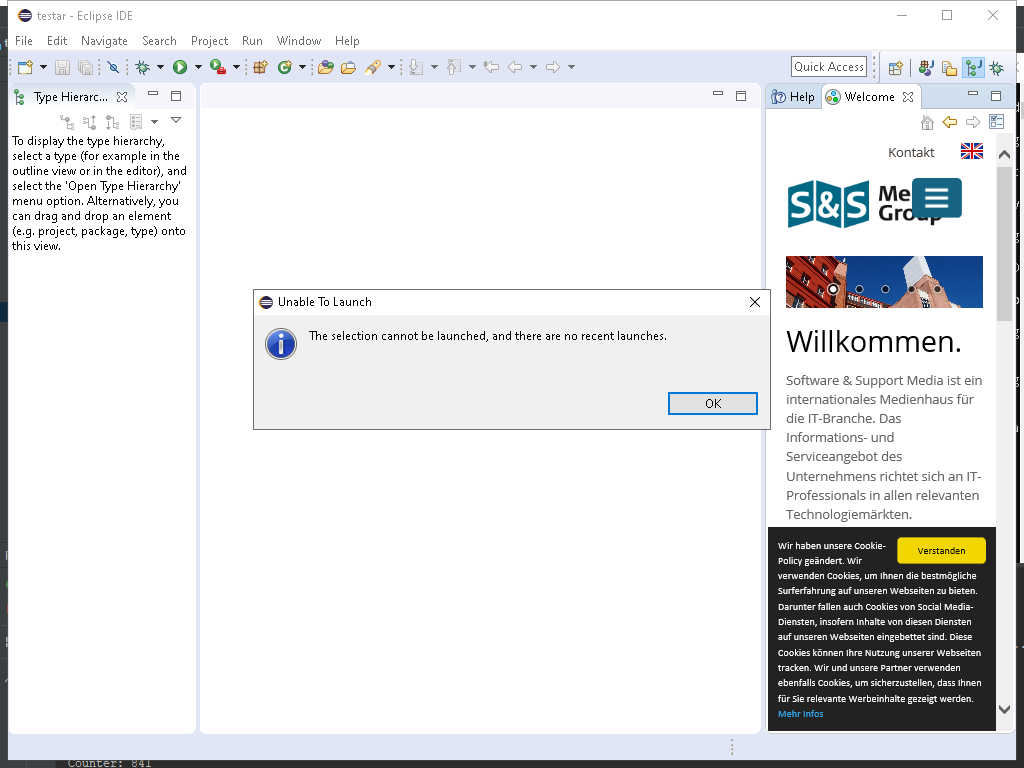 testar - Eclipse IDE
File Edit Navigate Search Project Run Window Help
Quick Access
Type Hierarc...
To display the type hierarchy,
select a type (for example in the
outline view or in the editor), and
select the 'Open Type Hierarchy'
menu option. Alternatively, you
can drag and drop an element
(e.g. project, package, type) onto
this view.
Unable To Launch
The selection cannot be launched, and there are no recent launches.
OK
Help Welcome
Kontakt
S&S Me
Group
Willkommen.
Software & Support Media ist ein
internationales Medienhaus für
die IT-Branche. Das
Informations- und
Serviceangebot des
Unternehmens richtet sich an IT-
Professionals in allen relevanten
Technologiemärkten.
Wir haben unsere Cookie-
Policy geändert. Wir
verwenden Cookies, um Ihnen die bestmögliche
Surferfahrung auf unseren Webseiten zu bieten.
Darunter fallen auch Cookies von Social Media-
Diensten, insofern Inhalte von diesen Diensten
auf unseren Webseiten eingebettet sind. Diese
Cookies können Ihre Nutzung unserer Webseiten
tracken. Wir und unsere Partner verwenden
ebenfalls Cookies, um sicherzustellen, dass Ihnen
für Sie relevante Werbeinhalte gezeigt werden.
Mehr Infos
Verstanden
Counter: 841